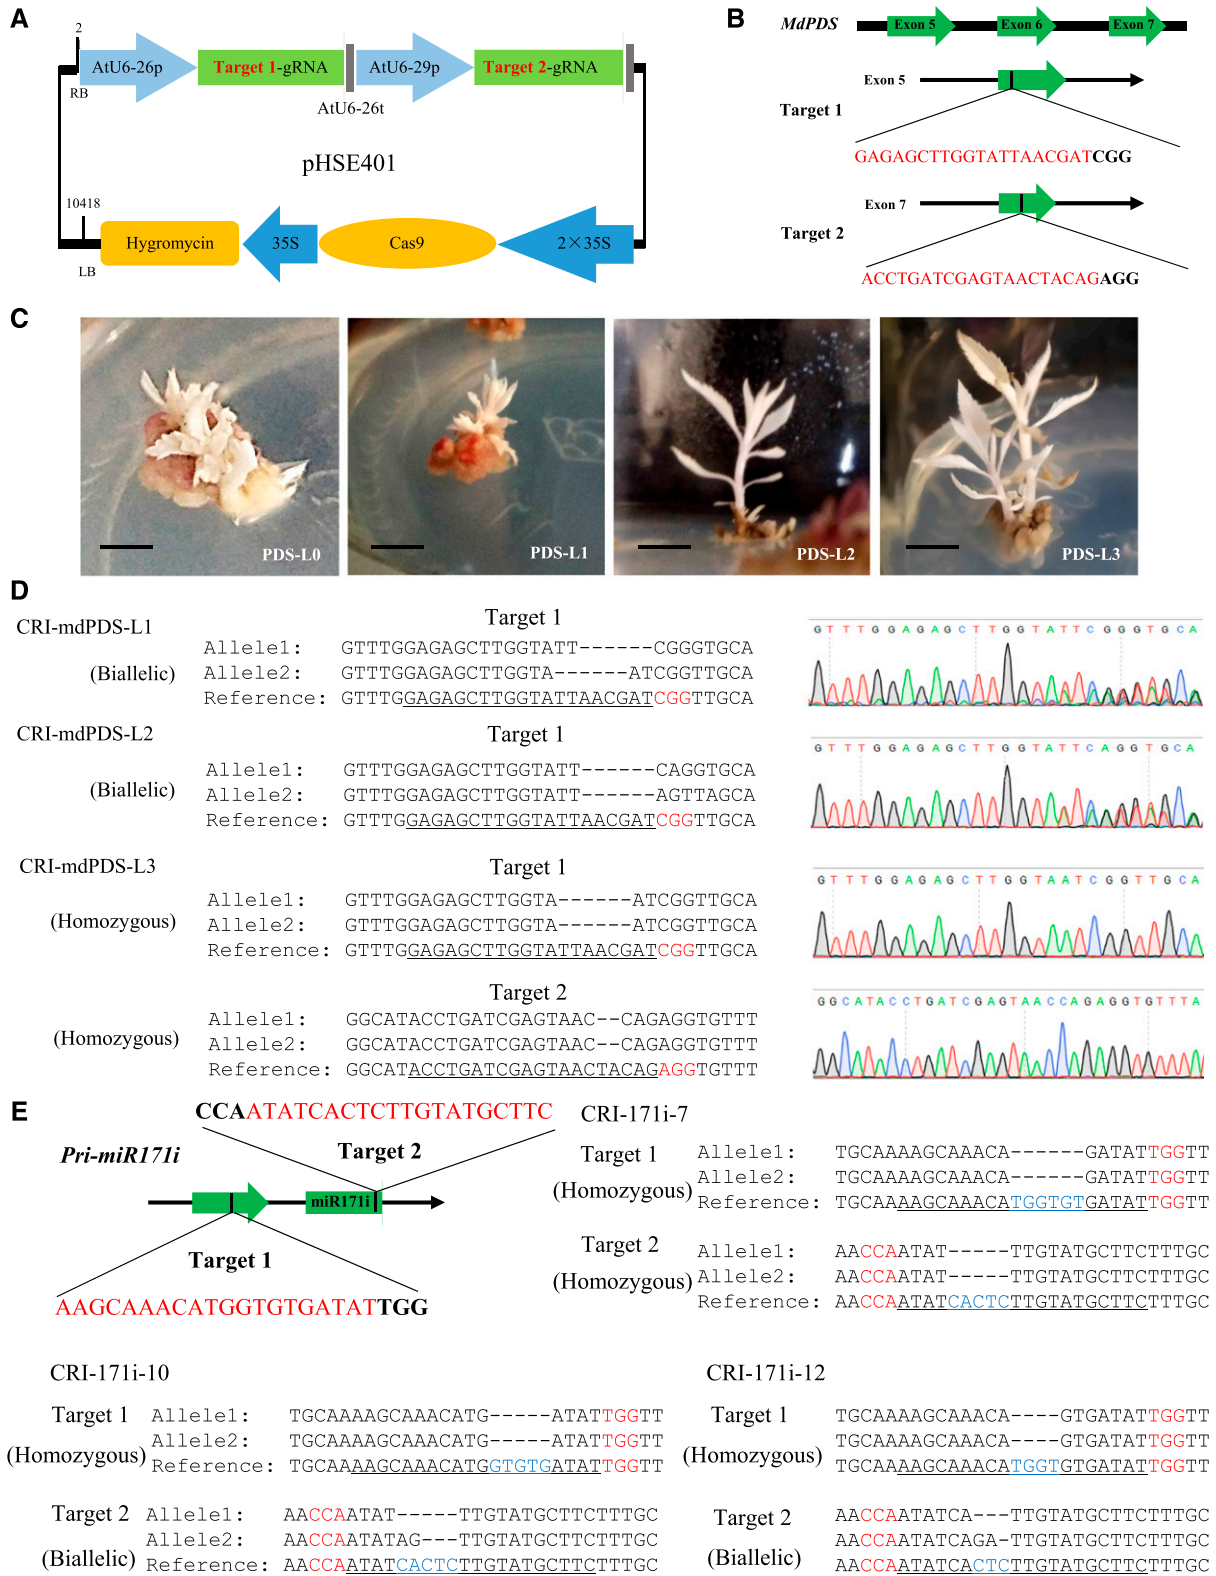 A
2
AtU6-26p
Target 1-gRNA
AtU6-29p
Target 2-gRNA
RB
AtU6-26t
pHSE401
10418
Hygromycin
35S
Cas9
2×35S
LB
B
MdPDS
Exon 5
Exon 6
Exon 7
Exon 5
Target 1
GAGAGCTTGGTATTAACGATCGG
Exon 7
Target 2
ACCTGATCGAGTAACTACAGAGG
C
PDS-L0
PDS-L1
PDS-L2
PDS-L3
D
CRI-mdPDS-L1
(Biallelic)
Target 1
Allele1: GTTTGGAGAGCTTGGTATT------CGGGTGCA
Allele2: GTTTGGAGAGCTTGGTA------ATCGGTTGCA
Reference: GTTTGGAGAGCTTGGTATTAACGATCGGTTGCA
GTTTGGAGAGCTTGGTATTCGGGTGCA
CRI-mdPDS-L2
(Biallelic)
Target 1
Allele1: GTTTGGAGAGCTTGGTATT------CAGGTGCA
Allele2: GTTTGGAGAGCTTGGTATT------AGTTAGCA
Reference: GTTTGGAGAGCTTGGTATTAACGATCGGTTGCA
GTTTGGAGAGCTTGGTATTCAGGTGCA
CRI-mdPDS-L3
(Homozygous)
Target 1
Allele1: GTTTGGAGAGCTTGGTA------ATCGGTTGCA
Allele2: GTTTGGAGAGCTTGGTA------ATCGGTTGCA
Reference: GTTTGGAGAGCTTGGTATTAACGATCGGTTGCA
GTTTGGAGAGCTTGGTAATCGGTTGCA
Target 2
(Homozygous)
Allele1: GGCATACCTGATCGAGTAAC--CAGAGGTGTTT
Allele2: GGCATACCTGATCGAGTAAC--CAGAGGTGTTT
Reference: GGCATACCTGATCGAGTAACTACAGAGGTGTTT
GGCATACCTGATCGAGTAACCAGAGGTGTTTA
E
CCAATATCACTCTTGTATGCTTC
Pri-miR171i
Target 2
miR171i
Target 1
AAGCAAACATGGTGTGATATTGG
CRI-171i-7
Target 1
(Homozygous)
Allele1: TGCAAAAGCAAACA------GATATTGGTT
Allele2: TGCAAAAGCAAACA------GATATTGGTT
Reference: TGCAAAAGCAAACATGGTGTGATATTGGTT
Target 2
(Homozygous)
Allele1: AACCAATAT-----TTGTATGCTTCTTTGC
Allele2: AACCAATAT-----TTGTATGCTTCTTTGC
Reference: AACCAATATCACTCTTGTATGCTTCTTTGC
CRI-171i-10
Target 1
(Homozygous)
Allele1: TGCAAAAGCAAACATG-----ATATTGGTT
Allele2: TGCAAAAGCAAACATG-----ATATTGGTT
Reference: TGCAAAAGCAAACATGGTGTGATATTGGTT
Target 2
(Biallelic)
Allele1: AACCAATAT-----TTGTATGCTTCTTTGC
Allele2: AACCAATATAG---TTGTATGCTTCTTTGC
Reference: AACCAATATCACTCTTGTATGCTTCTTTGC
CRI-171i-12
Target 1
(Homozygous)
TGCAAAAGCAAACA----GTGATATTGGTT
TGCAAAAGCAAACA----GTGATATTGGTT
TGCAAAAGCAAACATGGTGTGATATTGGTT
Target 2
(Biallelic)
AACCAATATCA---TTGTATGCTTCTTTGC
AACCAATATCAGA-TTGTATGCTTCTTTGC
AACCAATATCACTCTTGTATGCTTCTTTGC